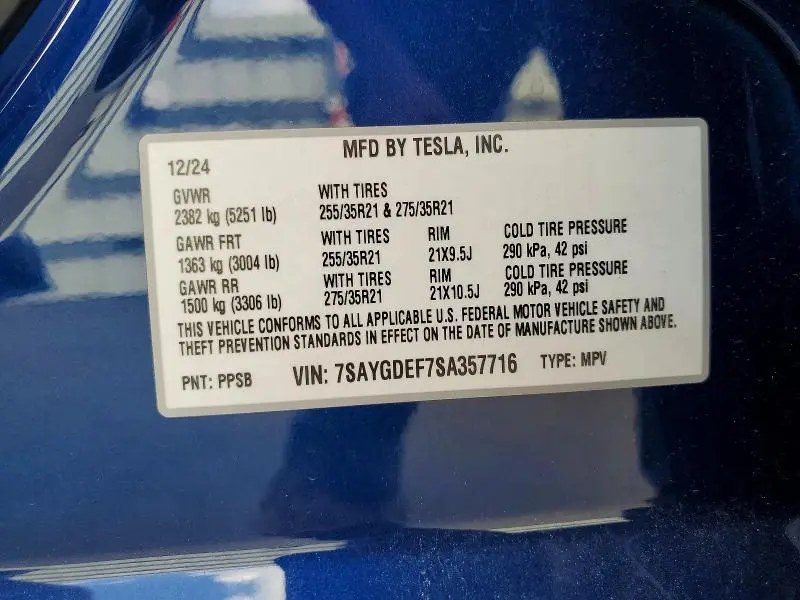 MFD BY TESLA, INC.
12/24
GVWR WITH TIRES
2382 kg (5251 lb) 255/35R21 & 275/35R21
GAWR FRT WITH TIRES RIM COLD TIRE PRESSURE
1363 kg (3004 lb) 255/35R21 21X9.5J 290 kPa, 42 psi
GAWR RR WITH TIRES RIM COLD TIRE PRESSURE
1500 kg (3306 lb) 275/35R21 21X10.5J 290 kPa, 42 psi
THIS VEHICLE CONFORMS TO ALL APPLICABLE U.S. FEDERAL MOTOR VEHICLE SAFETY AND
THEFT PREVENTION STANDARDS IN EFFECT ON THE DATE OF MANUFACTURE SHOWN ABOVE.
PNT: PPSB VIN: 7SAYGDEF7SA357716 TYPE: MPV